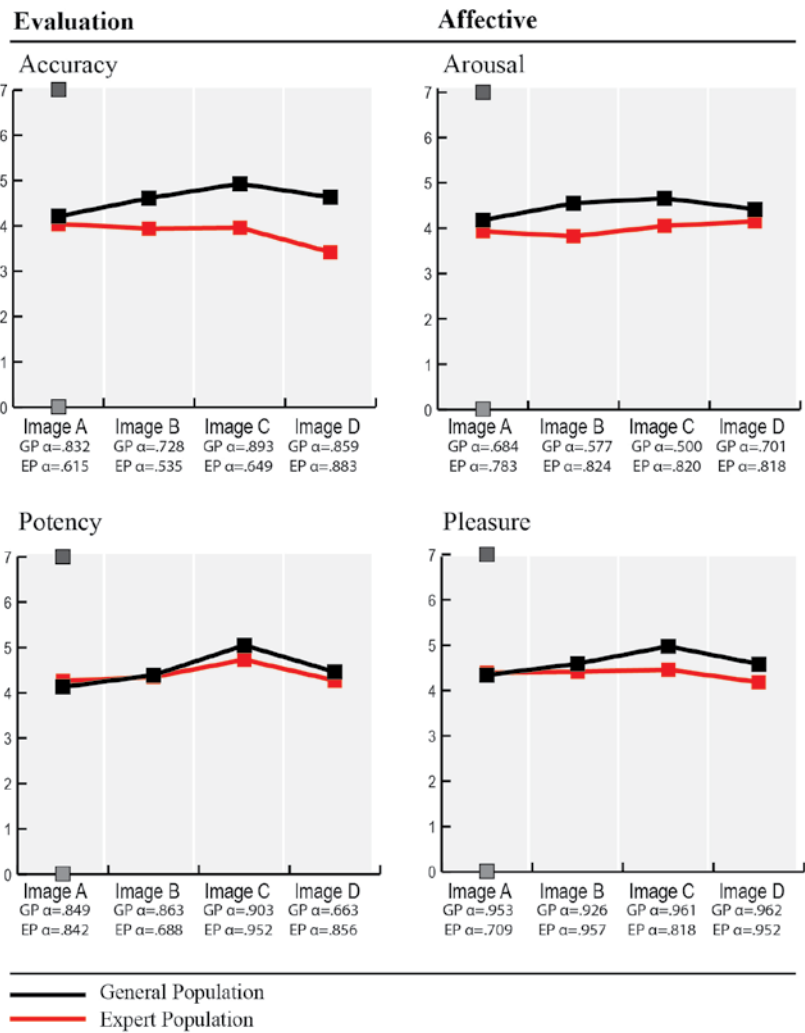 Evaluation
Affective
Accuracy
7
6
5
4
3
2
1
0
Image A Image B Image C Image D
GP α=.832 GP α=.728 GP α=.893 GP α=.859
EP α=.615 EP α=.535 EP α=.649 EP α=.883
Arousal
7
6
5
4
3
2
1
0
Image A Image B Image C Image D
GP α=.684 GP α=.577 GP α=.500 GP α=.701
EP α=.783 EP α=.824 EP α=.820 EP α=.818
Potency
7
6
5
4
3
2
1
0
Image A Image B Image C Image D
GP α=.849 GP α=.863 GP α=.903 GP α=.663
EP α=.842 EP α=.688 EP α=.952 EP α=.856
Pleasure
7
6
5
4
3
2
1
0
Image A Image B Image C Image D
GP α=.953 GP α=.926 GP α=.961 GP α=.962
EP α=.709 EP α=.957 EP α=.818 EP α=.952
General Population
Expert Population